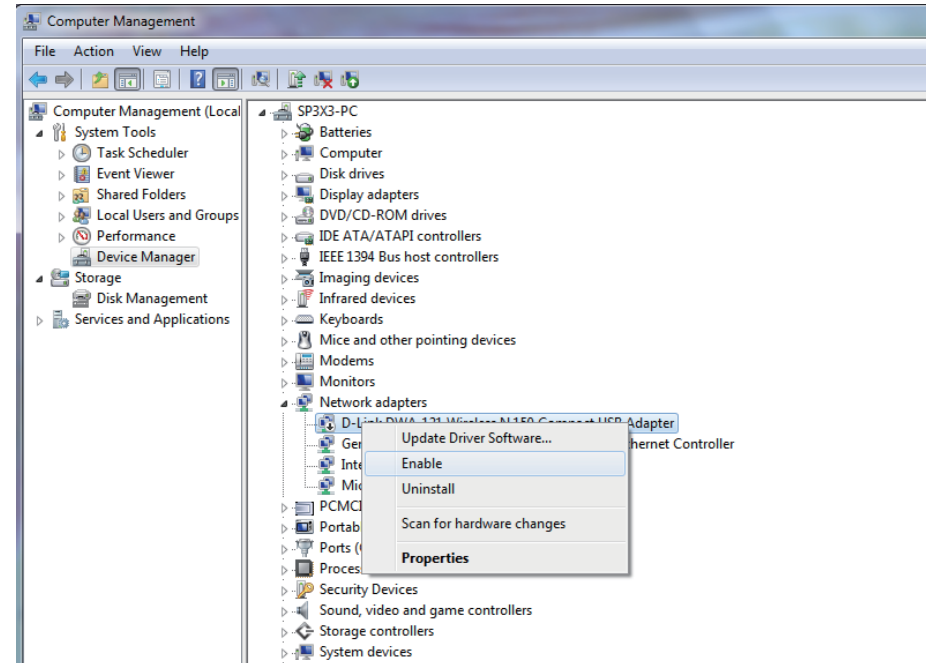 Computer Management
File Action View Help
Computer Management (Local
System Tools
Task Scheduler
Event Viewer
Shared Folders
Local Users and Groups
Performance
Device Manager
Storage
Disk Management
Services and Applications
SP3X3-PC
Batteries
Computer
Disk drives
Display adapters
DVD/CD-ROM drives
IDE ATA/ATAPI controllers
IEEE 1394 Bus host controllers
Imaging devices
Infrared devices
Keyboards
Mice and other pointing devices
Modems
Monitors
Network adapters
D-Link DWA-121 Wireless N 150 Compact USB Adapter
Ger hernet Controller
Inte
Mic
PCMCI
Portab
Ports (
Proces
Security Devices
Sound, video and game controllers
Storage controllers
System devices
Update Driver Software...
Enable
Uninstall
Scan for hardware changes
Properties